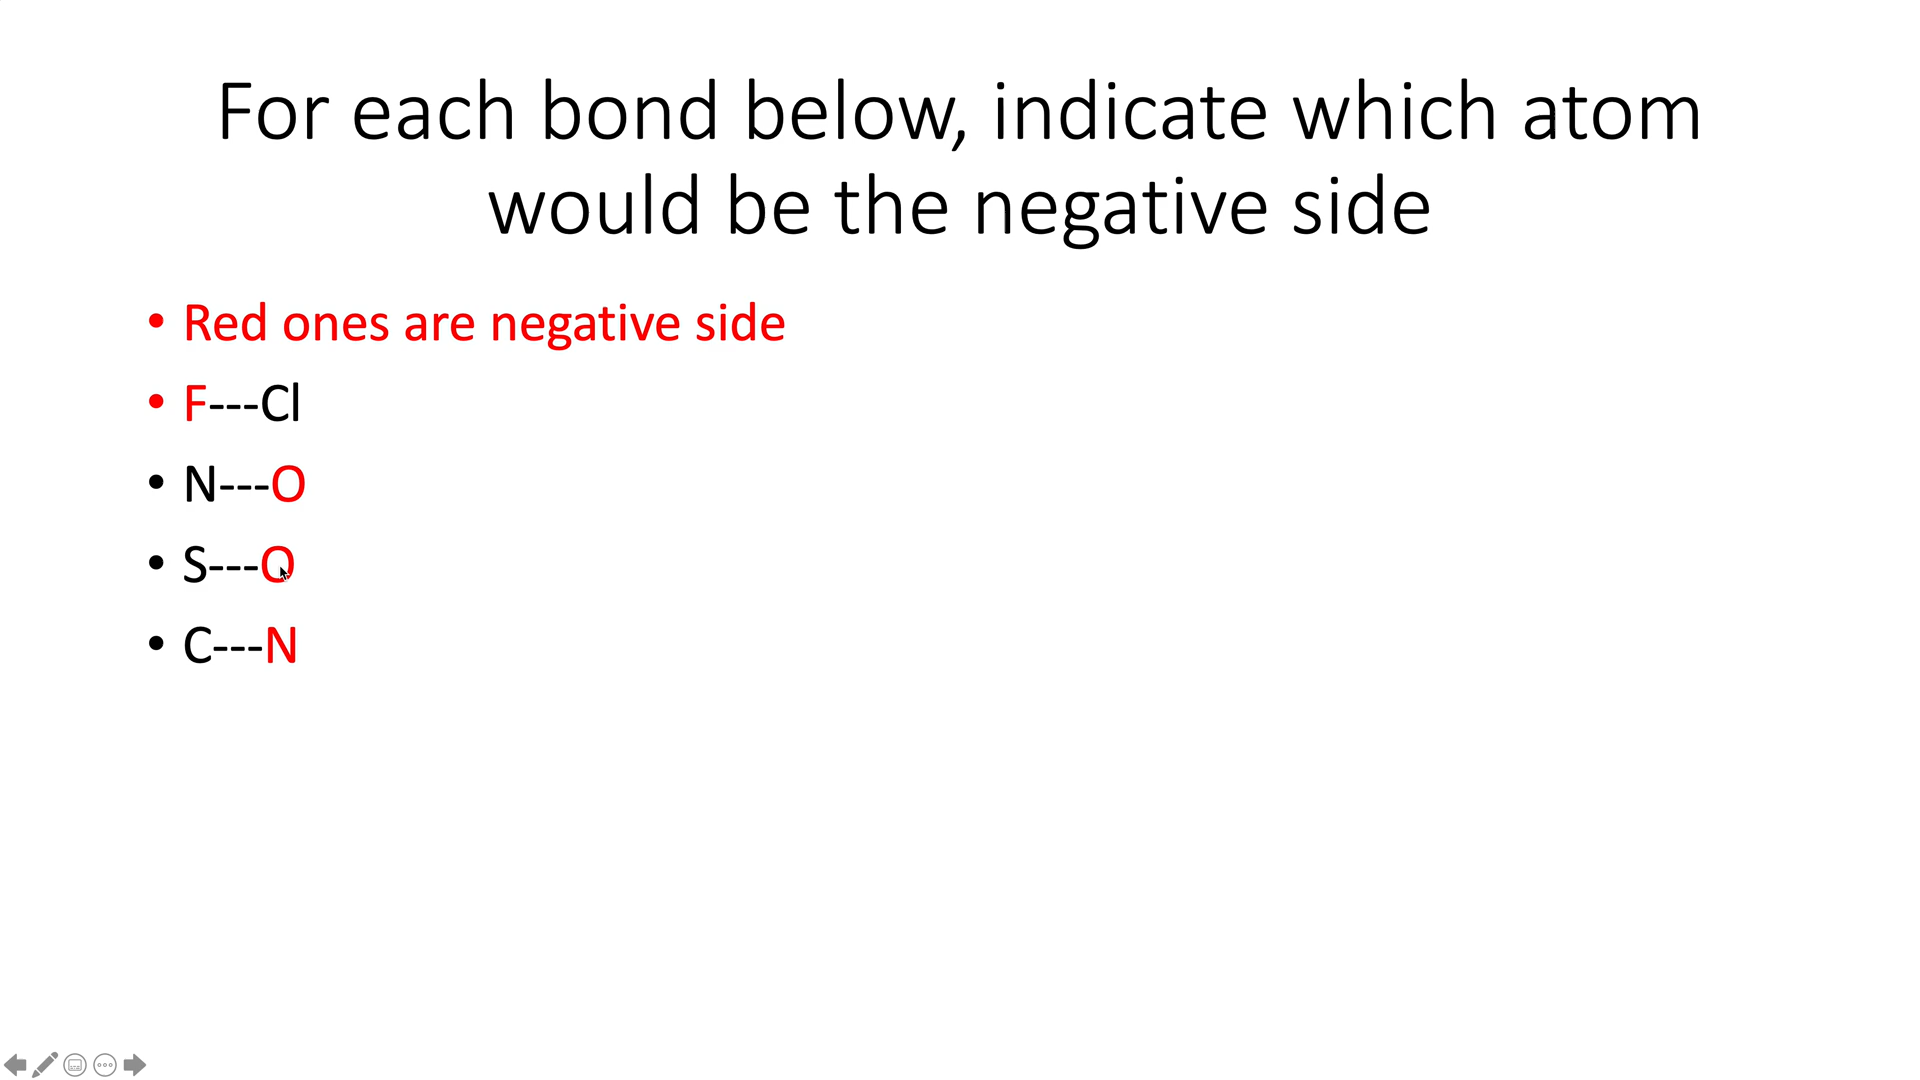 For each bond below, indicate which atom
would be the negative side
• Red ones are negative side
• F---Cl
• N---O
• S---O
• C---N